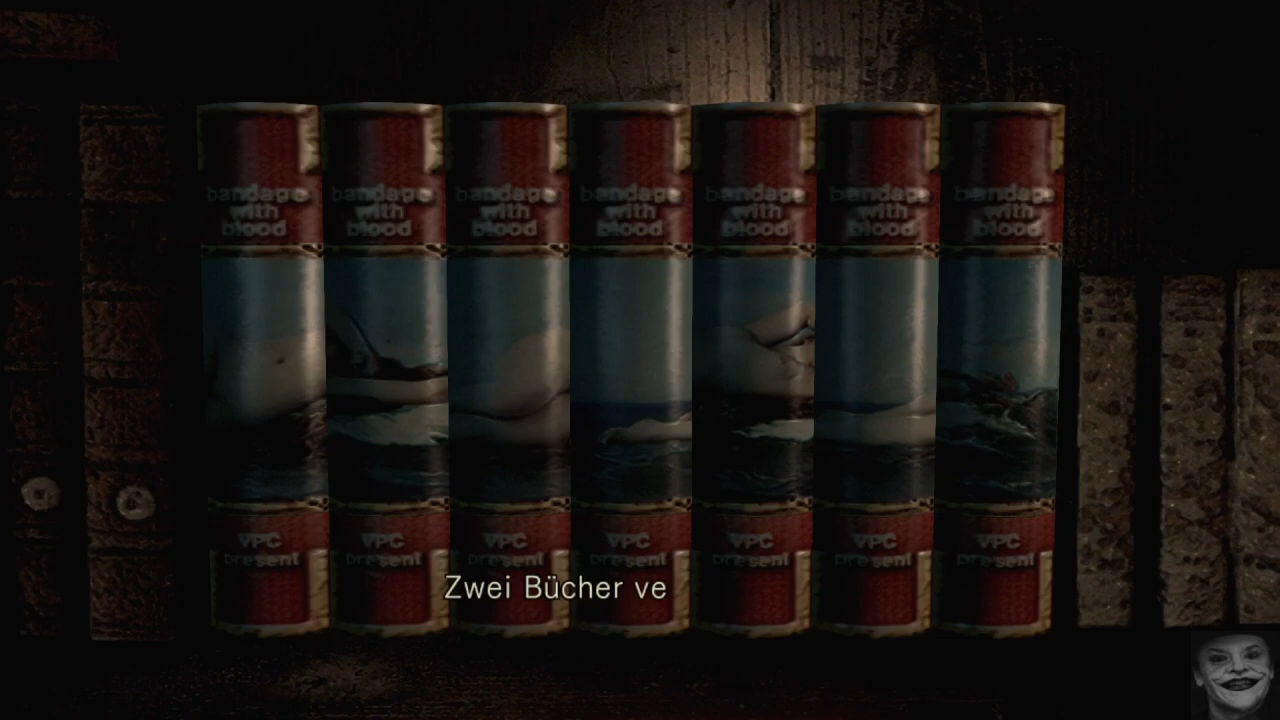 bandage bandage bandage bandage bandage bandage bandage
with with with with with with with
blood blood blood blood blood blood blood
VPC VPC VPC VPC VPC VPC VPC
present present present present present present present
Zwei Bücher ve